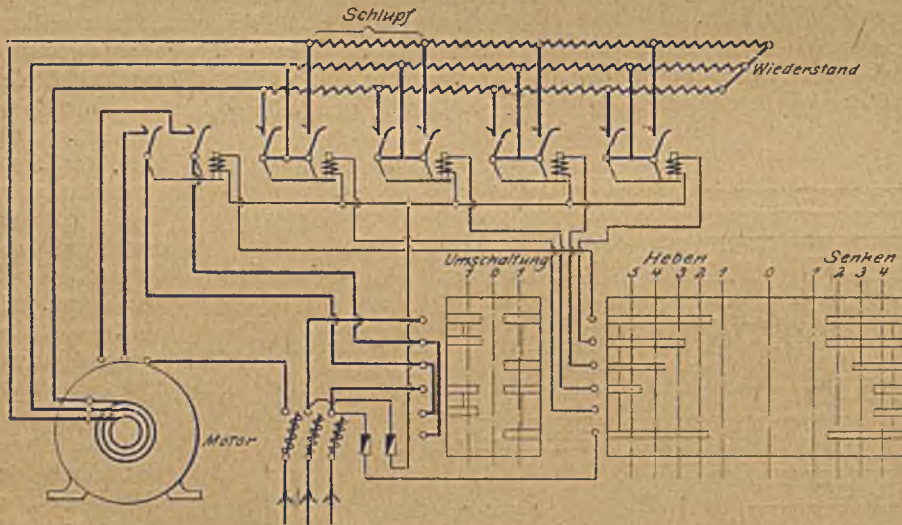 Schlupf
Wiederstand
Umschaltung
1 0 1
Heben
Senken
5 4 3 2 1 0 1 2 3 4
Motor